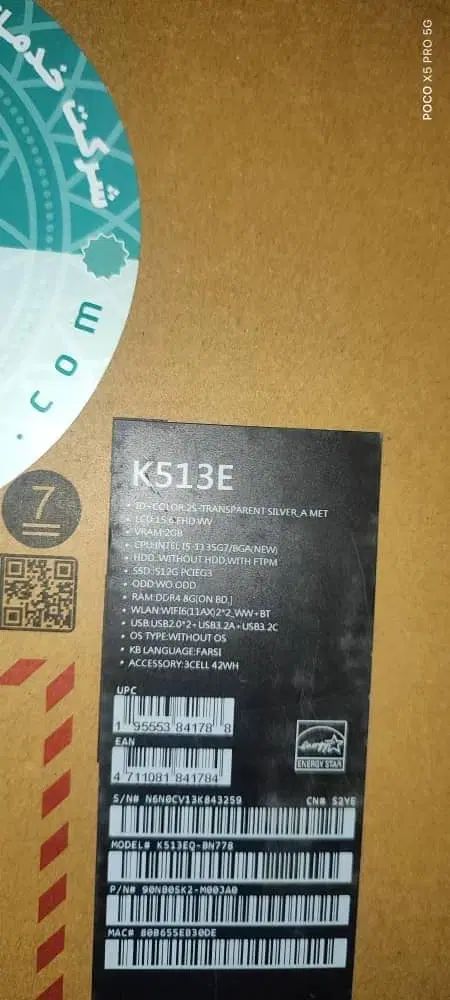 POCO X5 PRO 5G
شرکت
.com
7
K513E
• ID+COLOR:2S-TRANSPARENT SILVER_A MET
• LCD:15.6 FHD WV
• VRAM:2GB
• CPU:INTEL I5-1135G7/BGA(NEW)
• HDD:WITHOUT HDD,WITH FTPM
• SSD:512G PCIEG3
• ODD:WO.ODD
• RAM:DDR4 8G[ON BD.]
• WLAN:WIFI6(11AX)2*2_WW+BT
• USB:USB2.0*2+USB3.2A+USB3.2C
• OS TYPE:WITHOUT OS
• KB LANGUAGE:FARSI
• ACCESSORY:3CELL 42WH
UPC
1 95553 84178 8
EAN
4 711081 841784
ENERGY STAR
S/N# N6N0CV13K843259 CN# S2YE
MODEL# K513EQ-BN778
P/N# 90NB0SK2-M003A0
MAC# 80B655EB30DE